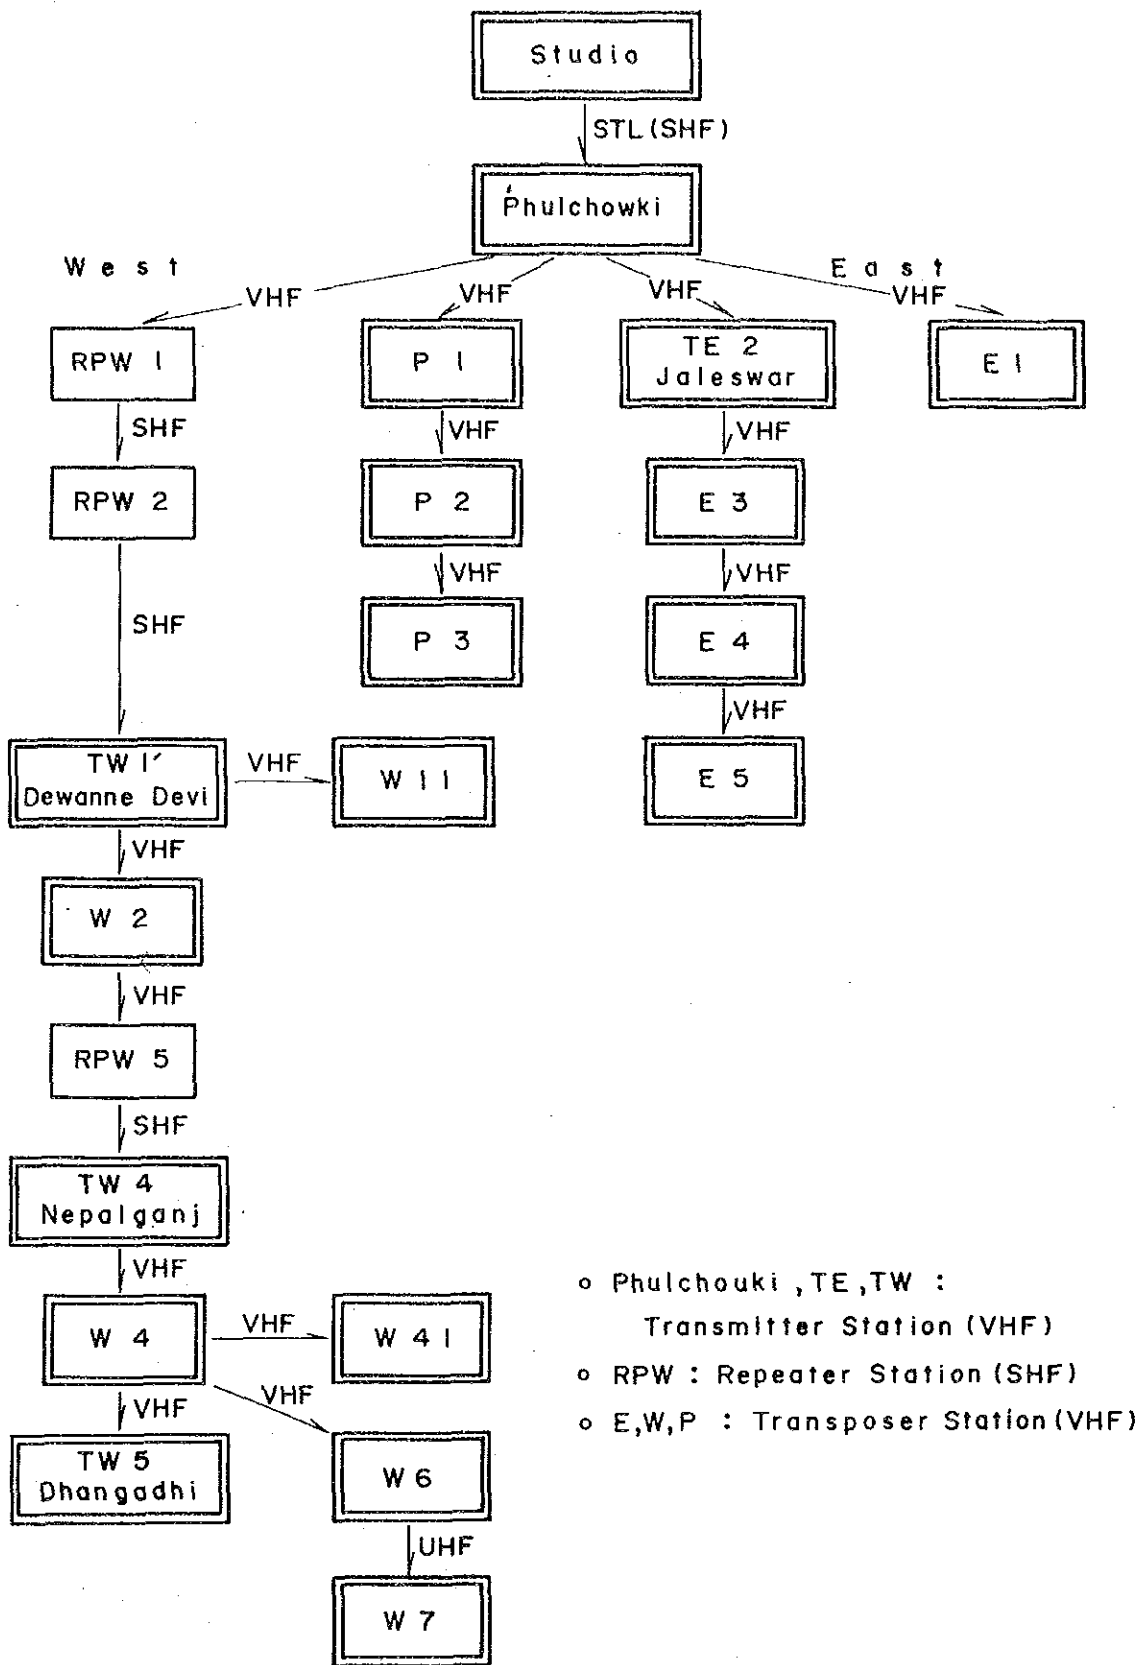 Studio
STL (SHF)
Phulchowki
West
East
VHF
VHF
VHF
VHF
RPW 1
P 1
TE 2
Jaleswar
E 1
SHF
VHF
VHF
RPW 2
P 2
E 3
VHF
VHF
SHF
P 3
E 4
VHF
TW 1′
Dewanne Devi
VHF
W 11
E 5
VHF
W 2
VHF
RPW 5
SHF
TW 4
Nepalganj
VHF
W 4
VHF
W 41
VHF
VHF
TW 5
Dhangadhi
W 6
UHF
W 7
o Phulchouki , TE , TW :
Transmitter Station (VHF)
o RPW : Repeater Station (SHF)
o E,W,P : Transposer Station (VHF)